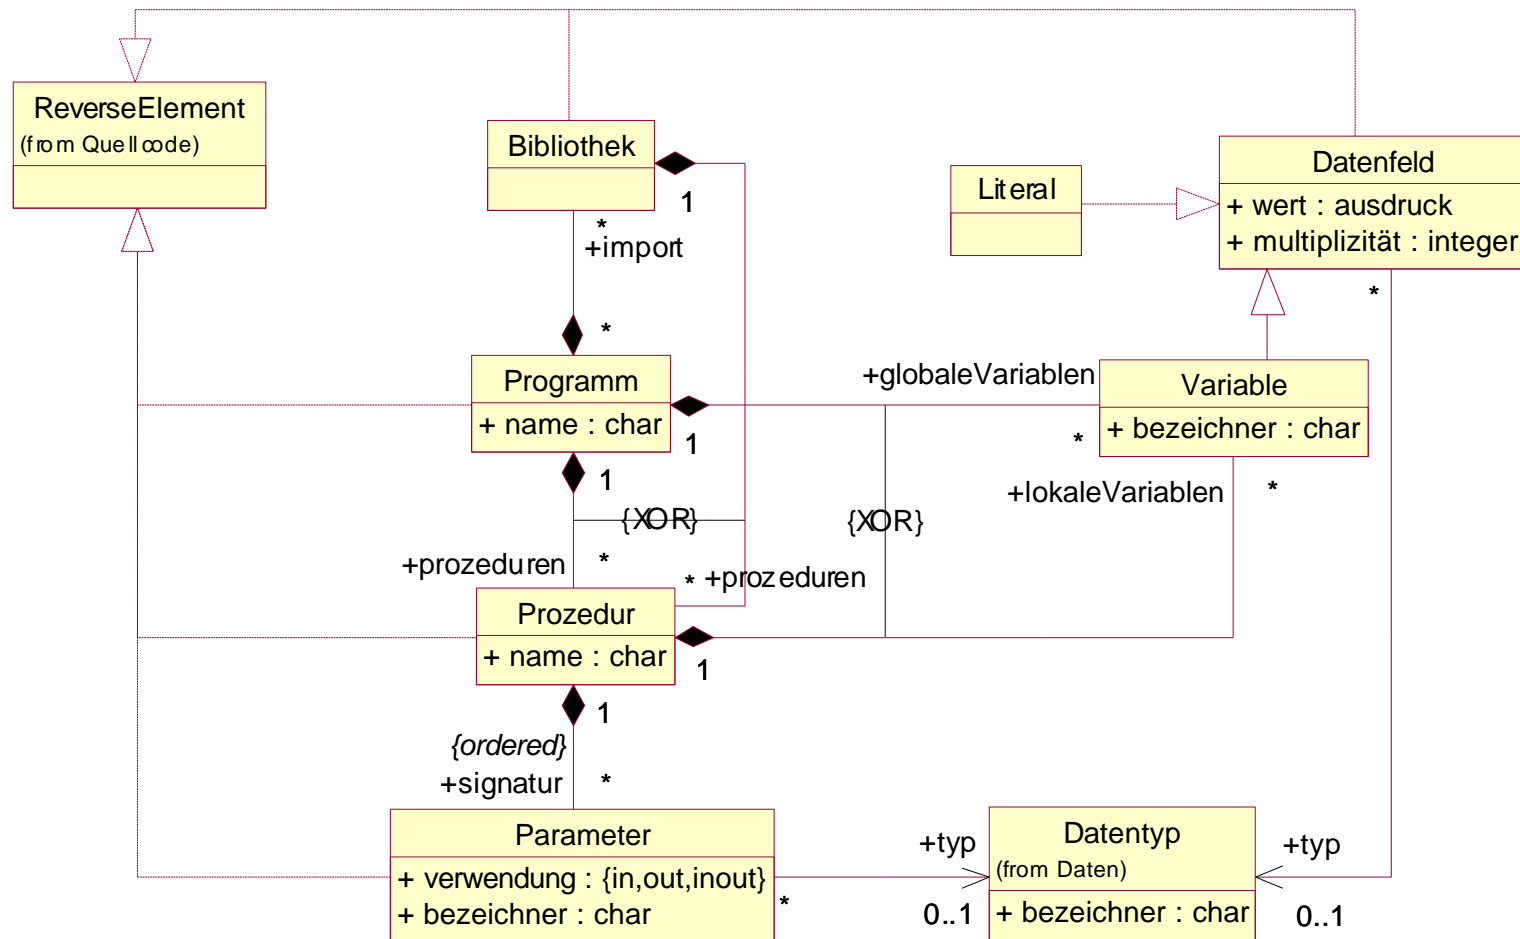 ReverseElement
(from Quellcode)
Bibliothek
1
*
+import
*
Literal
Datenfeld
+ wert : ausdruck
+ multiplizität : integer
*
Programm
+ name : char
1
1
+globaleVariablen
*
Variable
+ bezeichner : char
+lokaleVariablen
*
{XOR}
{XOR}
+prozeduren
*
* +prozeduren
Prozedur
+ name : char
1
1
{ordered}
+signatur
*
Parameter
+ verwendung : {in,out,inout}
+ bezeichner : char
*
+typ
0..1
Datentyp
(from Daten)
+ bezeichner : char
+typ
0..1